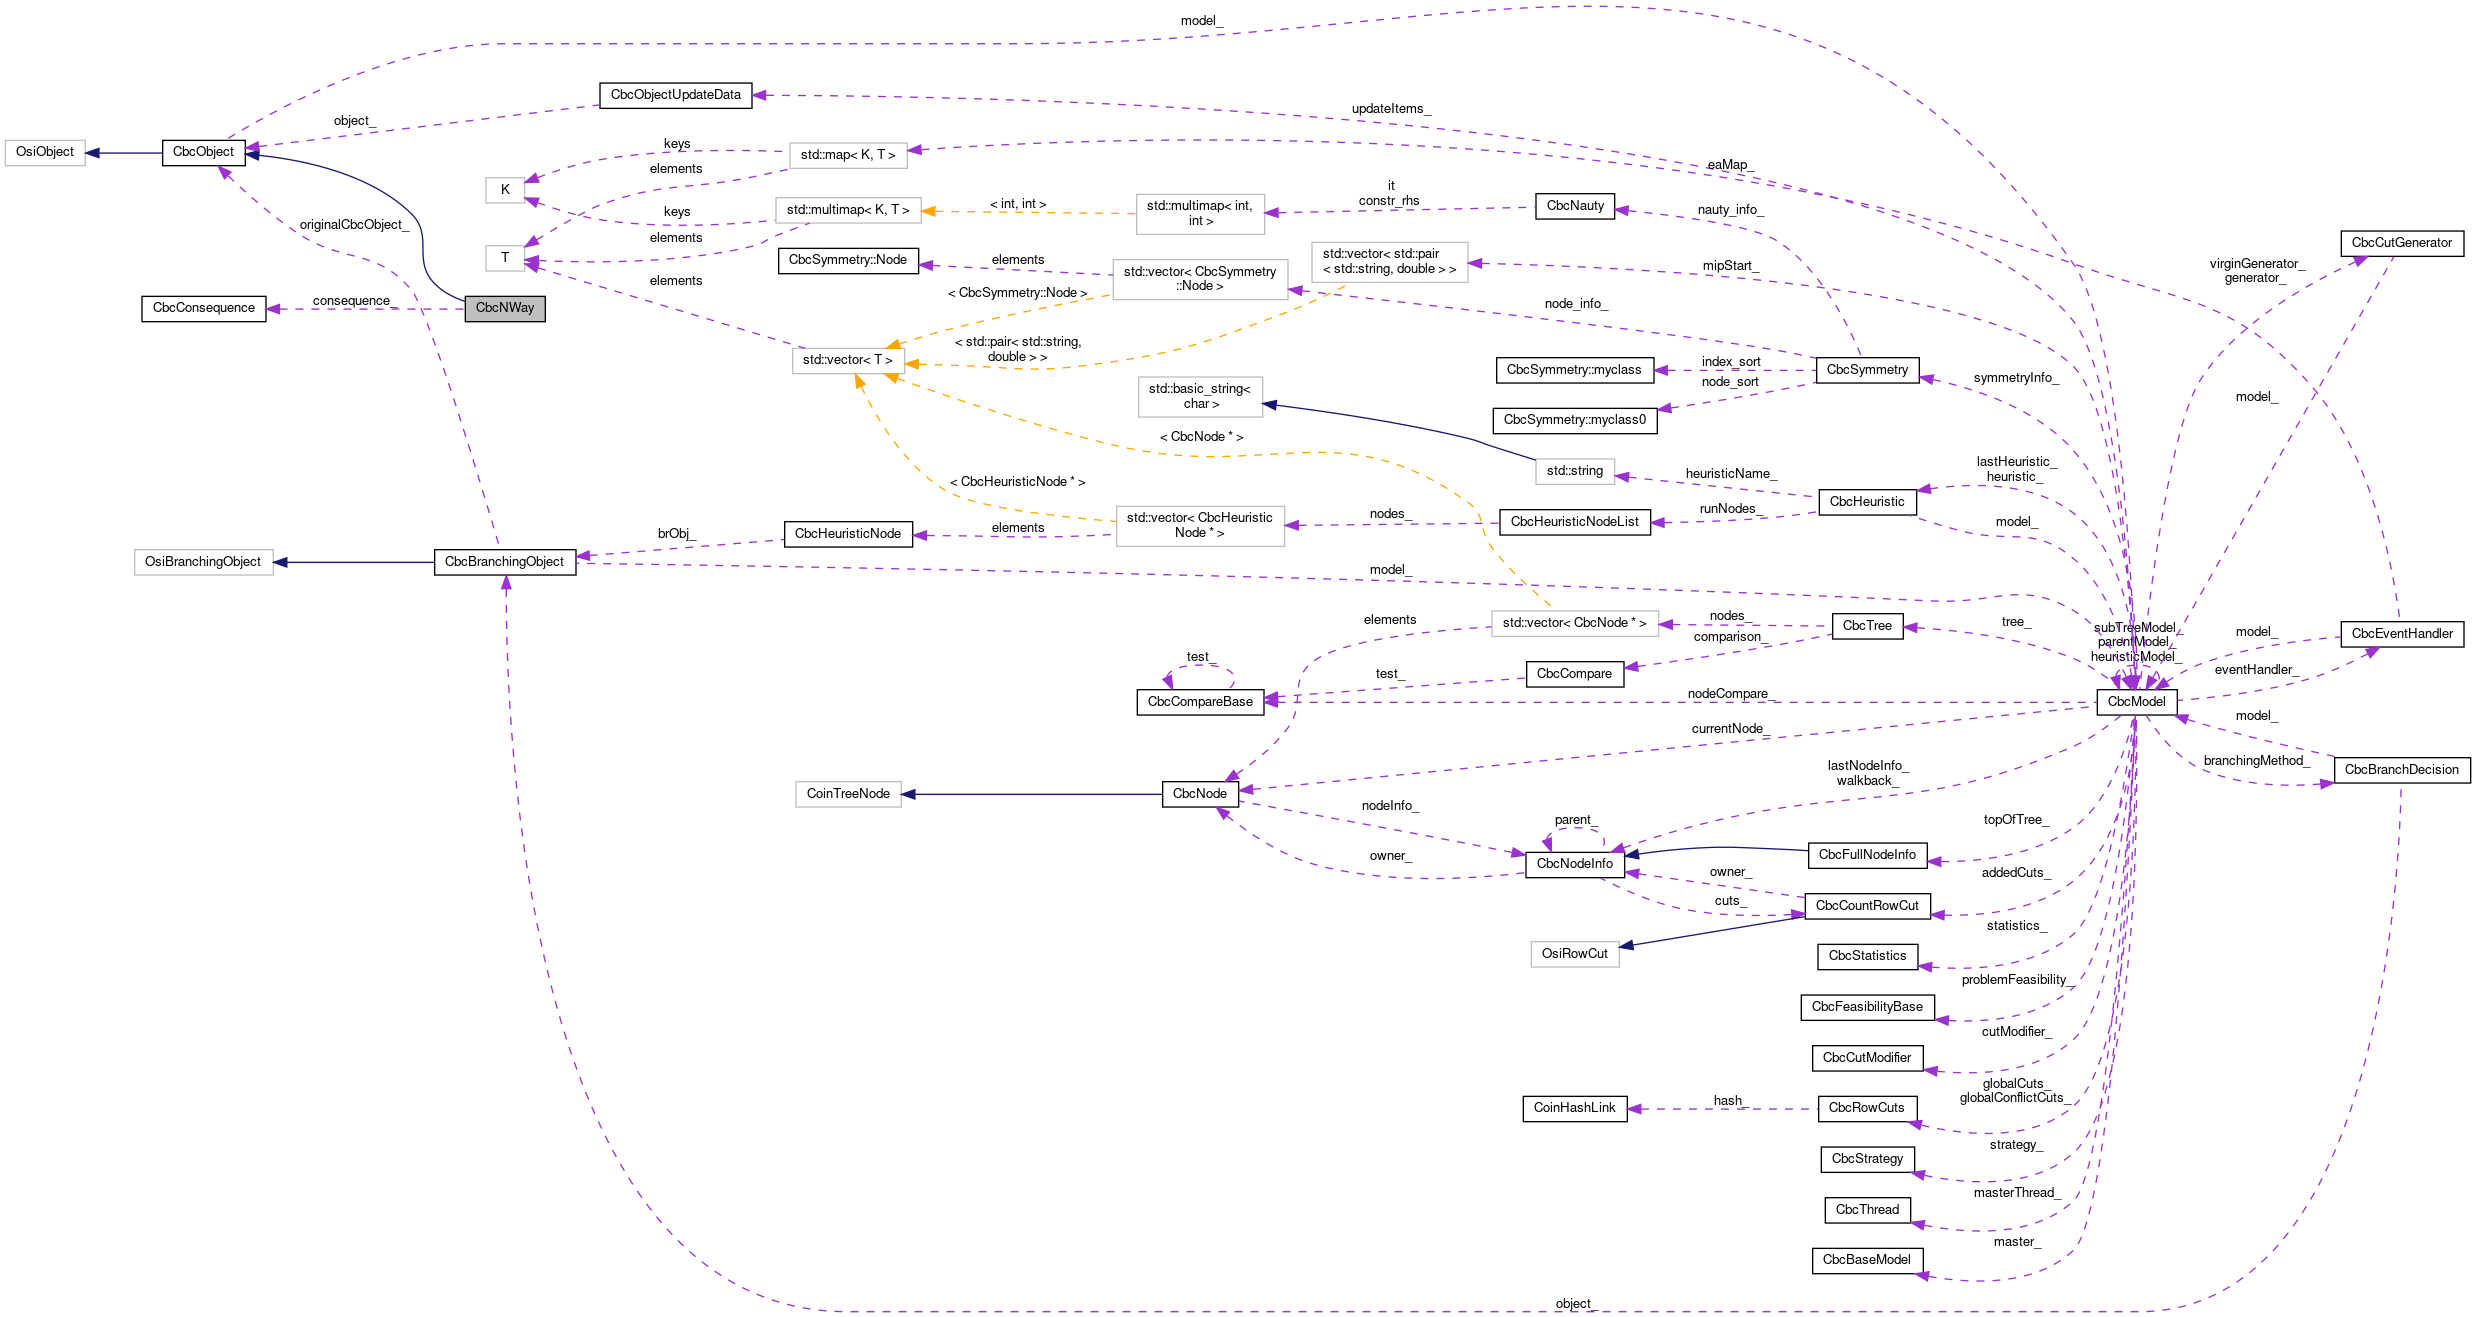 model_
CbcObjectUpdateData
updateItems_
object_
OsiObject
CbcObject
keys
std::map< K, T >
eaMap_
elements
K
it
constr_rhs
keys
std::multimap< K, T >
< int, int >
std::multimap< int,
int >
CbcNauty
nauty_info_
originalCbcObject_
elements
T
CbcSymmetry::Node
elements
std::vector< CbcSymmetry
::Node >
std::vector< std::pair
< std::string, double > >
mipStart_
virginGenerator_
generator_
CbcCutGenerator
elements
< CbcSymmetry::Node >
node_info_
CbcConsequence
consequence_
CbcNWay
std::vector< T >
< std::pair< std::string,
double > >
CbcSymmetry::myclass
index_sort
CbcSymmetry
symmetryInfo_
node_sort
std::basic_string<
char >
model_
CbcSymmetry::myclass0
< CbcNode * >
std::string
heuristicName_
lastHeuristic_
heuristic_
< CbcHeuristicNode * >
CbcHeuristic
std::vector< CbcHeuristic
Node * >
nodes_
CbcHeuristicNodeList
runNodes_
model_
OsiBranchingObject
CbcBranchingObject
brObj_
CbcHeuristicNode
elements
model_
elements
std::vector< CbcNode * >
nodes_
CbcTree
tree_
comparison_
subTreeModel_
parentModel_
heuristicModel_
model_
CbcEventHandler
test_
test_
CbcCompare
eventHandler_
CbcCompareBase
nodeCompare_
CbcModel
currentNode_
model_
branchingMethod_
CbcBranchDecision
lastNodeInfo_
walkback_
CoinTreeNode
CbcNode
nodeInfo_
parent_
topOfTree_
owner_
CbcNodeInfo
CbcFullNodeInfo
owner_
addedCuts_
cuts_
CbcCountRowCut
statistics_
OsiRowCut
CbcStatistics
problemFeasibility_
CbcFeasibilityBase
cutModifier_
CbcCutModifier
globalCuts_
globalConflictCuts_
CoinHashLink
hash_
CbcRowCuts
strategy_
CbcStrategy
masterThread_
CbcThread
master_
CbcBaseModel
object_